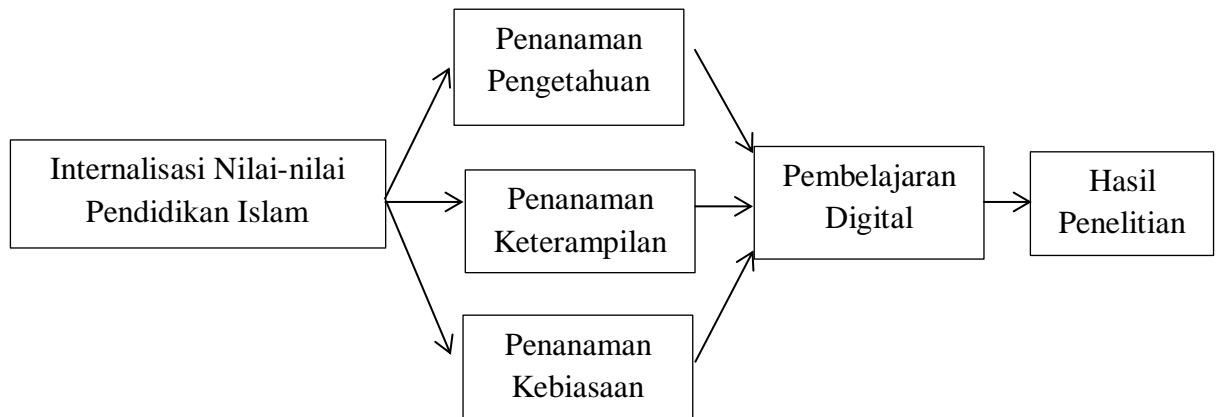 Internalisasi Nilai-nilai
Pendidikan Islam
Penanaman
Pengetahuan
Penanaman
Keterampilan
Penanaman
Kebiasaan
Pembelajaran
Digital
Hasil
Penelitian